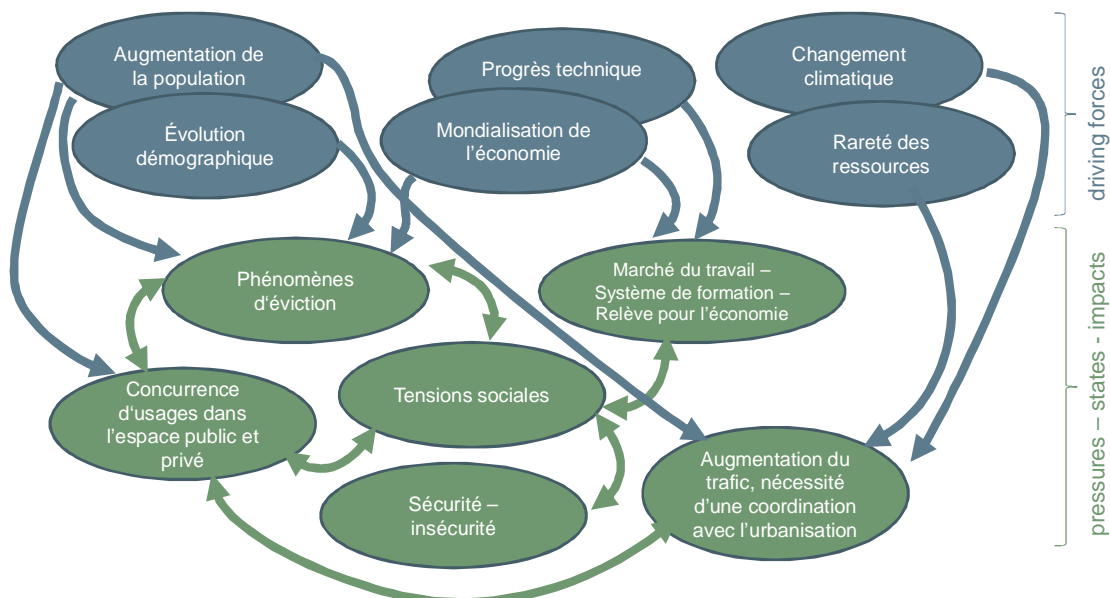 Augmentation de
la population
Évolution
démographique
Progrès technique
Mondialisation de
l’économie
Changement
climatique
Rareté des
ressources
driving forces
Phénomènes
d‘éviction
Marché du travail –
Système de formation –
Relève pour l’économie
Concurrence
d‘usages dans
l’espace public et
privé
Tensions sociales
Sécurité –
insécurité
Augmentation du
trafic, nécessité
d’une coordination
avec l’urbanisation
pressures – states - impacts